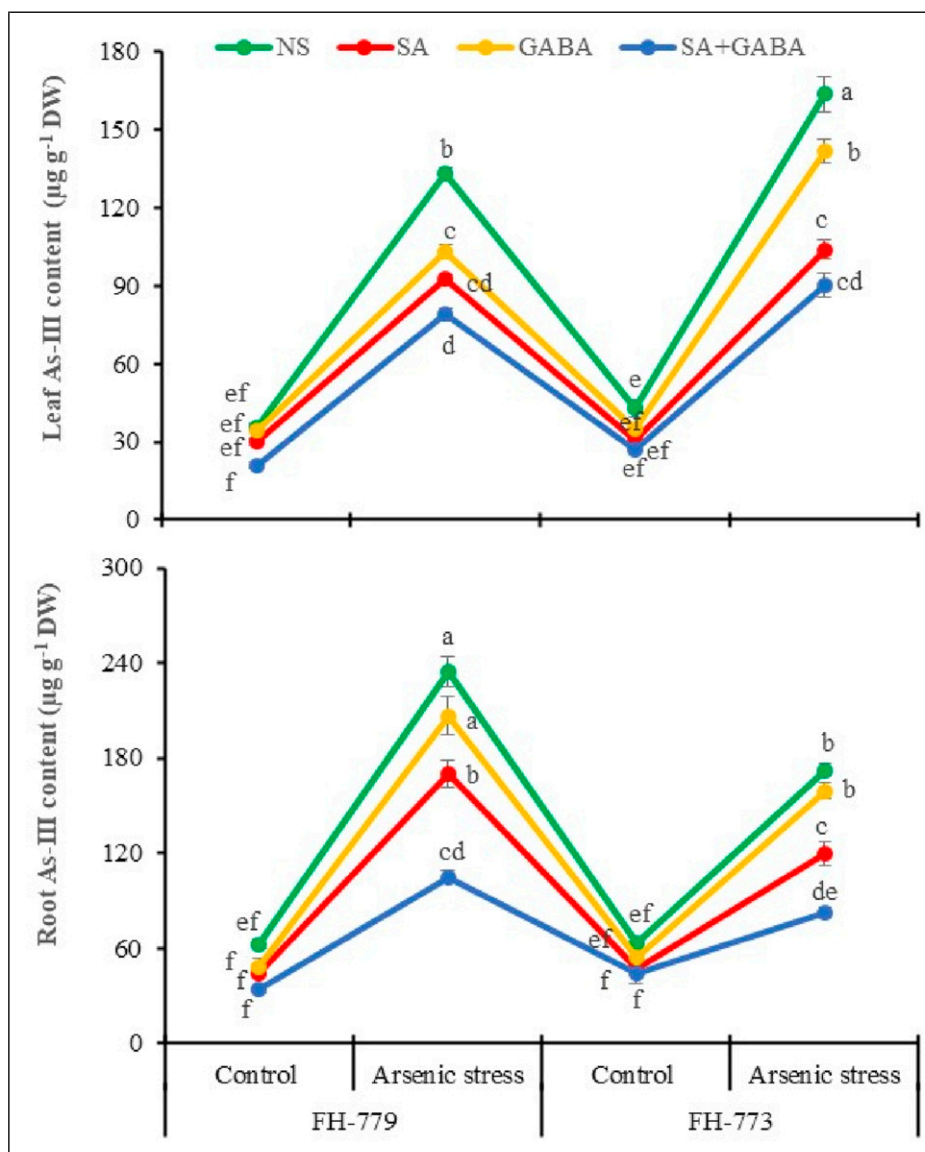 NS SA GABA SA+GABA
Leaf As-III content (µg g⁻¹ DW)
180
150
120
90
60
30
0
ef
ef
ef
f
b
c
cd
d
e
ef
ef
ef
a
b
c
cd
Root As-III content (µg g⁻¹ DW)
300
240
180
120
60
0
ef
f
f
f
a
a
b
cd
ef
ef
f
f
b
b
c
de
Control Arsenic stress Control Arsenic stress
FH-779 FH-773